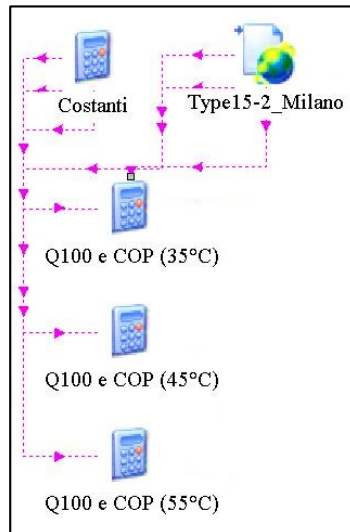 Costanti
Type15-2_Milano
Q100 e COP (35°C)
Q100 e COP (45°C)
Q100 e COP (55°C)